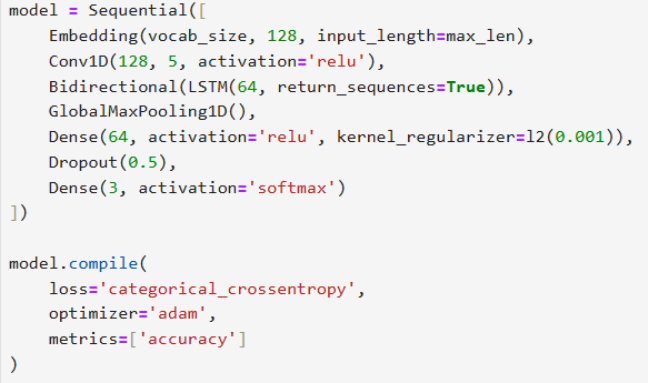 model = Sequential([
    Embedding(vocab_size, 128, input_length=max_len),
    Conv1D(128, 5, activation='relu'),
    Bidirectional(LSTM(64, return_sequences=True)),
    GlobalMaxPooling1D(),
    Dense(64, activation='relu', kernel_regularizer=l2(0.001)),
    Dropout(0.5),
    Dense(3, activation='softmax')
])

model.compile(
    loss='categorical_crossentropy',
    optimizer='adam',
    metrics=['accuracy']
)